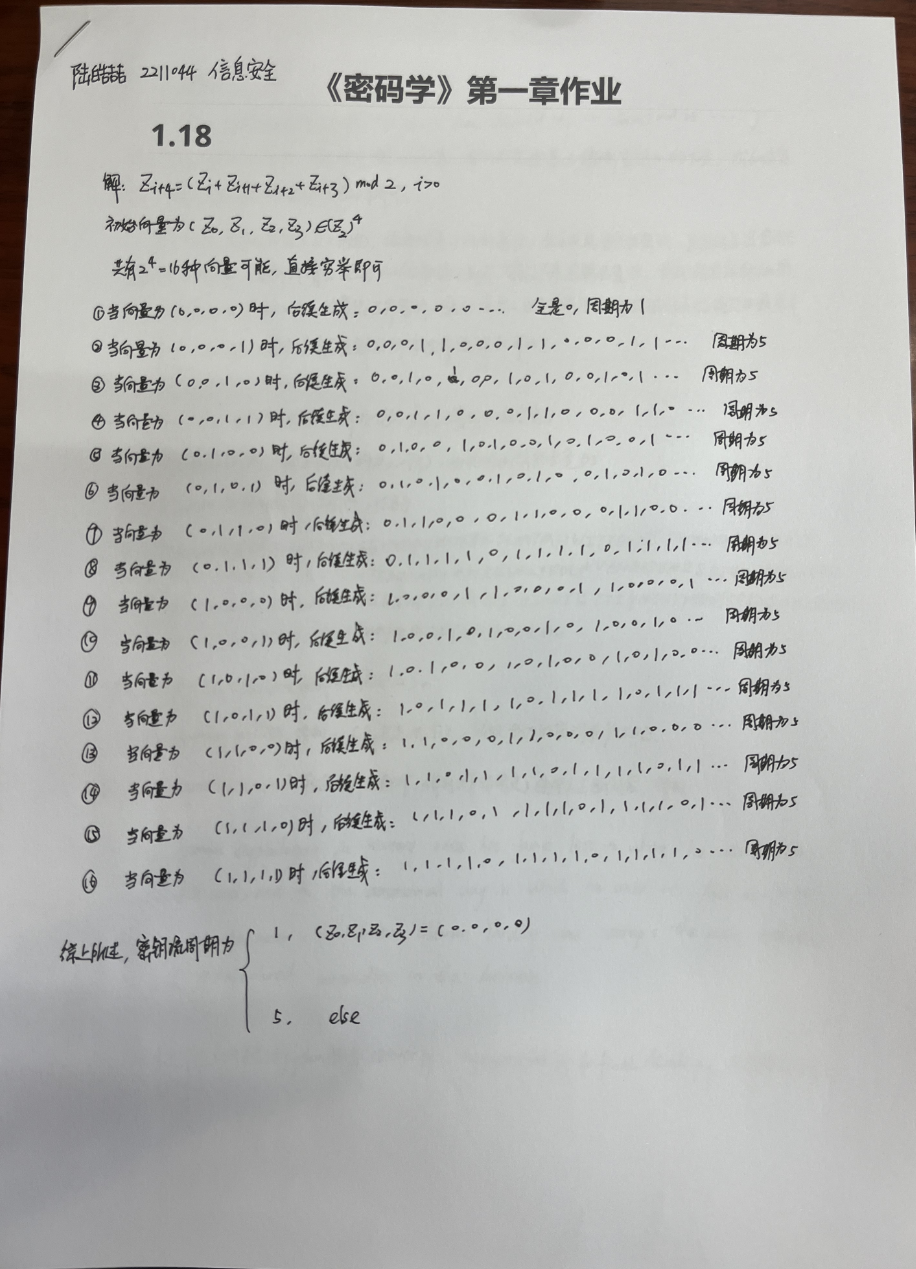 陆皓喆 2211044 信息安全
《密码学》第一章作业
1.18
解: Z_{i+4}=(Z_i+Z_{i+1}+Z_{i+2}+Z_{i+3}) mod 2, i≥0
初始向量为(Z_0, Z_1, Z_2, Z_3)∈(Z_2)^4
共有2^4=16种向量可能, 直接穷举即可
①当向量为(0,0,0,0)时, 后续生成: 0,0,0,0,0…… 全是0, 周期为1
②当向量为(0,0,0,1)时, 后续生成: 0,0,0,1,1,0,0,0,1,1,0,0,0,1,1… 周期为5
③当向量为(0,0,1,0)时, 后续生成: 0,0,1,0,1,0,0,1,0,1,0,0,1,0,1… 周期为5
④当向量为(0,0,1,1)时, 后续生成: 0,0,1,1,0,0,0,1,1,0,0,0,1,1,0… 周期为5
⑤当向量为(0,1,0,0)时, 后续生成: 0,1,0,0,1,0,1,0,0,1,0,1,0,0,1… 周期为5
⑥当向量为(0,1,0,1)时, 后续生成: 0,1,0,1,0,0,1,0,1,0,0,1,0,1,0… 周期为5
⑦当向量为(0,1,1,0)时, 后续生成: 0,1,1,0,0,0,1,1,0,0,0,1,1,0,0… 周期为5
⑧当向量为(0,1,1,1)时, 后续生成: 0,1,1,1,1,0,1,1,1,1,0,1,1,1,1… 周期为5
⑨当向量为(1,0,0,0)时, 后续生成: 1,0,0,0,1,1,0,0,0,1,1,0,0,0,1… 周期为5
⑩当向量为(1,0,0,1)时, 后续生成: 1,0,0,1,0,1,0,0,1,0,1,0,0,1,0… 周期为5
⑪当向量为(1,0,1,0)时, 后续生成: 1,0,1,0,0,1,0,1,0,0,1,0,1,0,0… 周期为5
⑫当向量为(1,0,1,1)时, 后续生成: 1,0,1,1,1,1,0,1,1,1,1,0,1,1,1… 周期为5
⑬当向量为(1,1,0,0)时, 后续生成: 1,1,0,0,0,1,1,0,0,0,1,1,0,0,0… 周期为5
⑭当向量为(1,1,0,1)时, 后续生成: 1,1,0,1,1,1,1,0,1,1,1,1,0,1,1… 周期为5
⑮当向量为(1,1,1,0)时, 后续生成: 1,1,1,0,1,1,1,1,0,1,1,1,1,0,1… 周期为5
⑯当向量为(1,1,1,1)时, 后续生成: 1,1,1,1,0,1,1,1,1,0,1,1,1,1,0… 周期为5
综上所述, 密钥流周期为{ 1, (Z_0,Z_1,Z_2,Z_3)=(0,0,0,0)
5, else